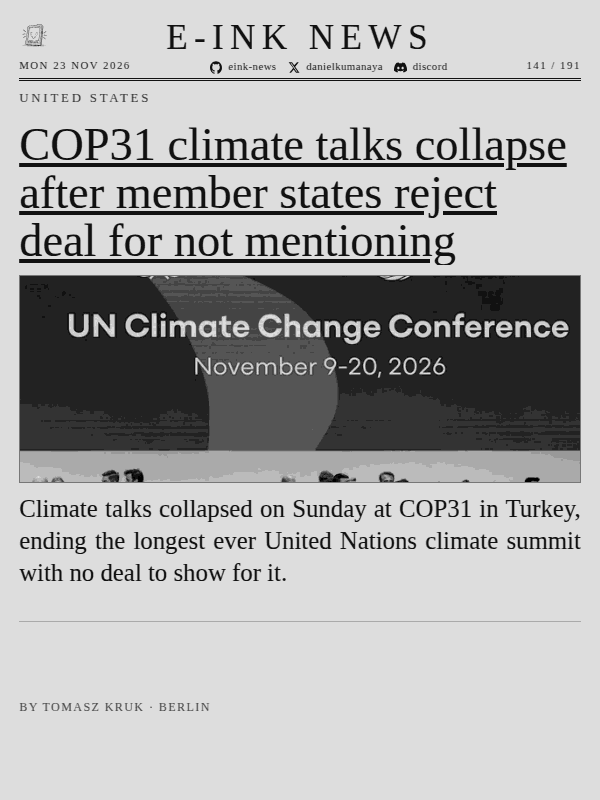 E-INK NEWS
MON 23 NOV 2026
eink-news danielkumanaya discord
141 / 191
UNITED STATES
COP31 climate talks collapse
after member states reject
deal for not mentioning
UN Climate Change Conference
November 9-20, 2026
Climate talks collapsed on Sunday at COP31 in Turkey,
ending the longest ever United Nations climate summit
with no deal to show for it.
BY TOMASZ KRUK · BERLIN